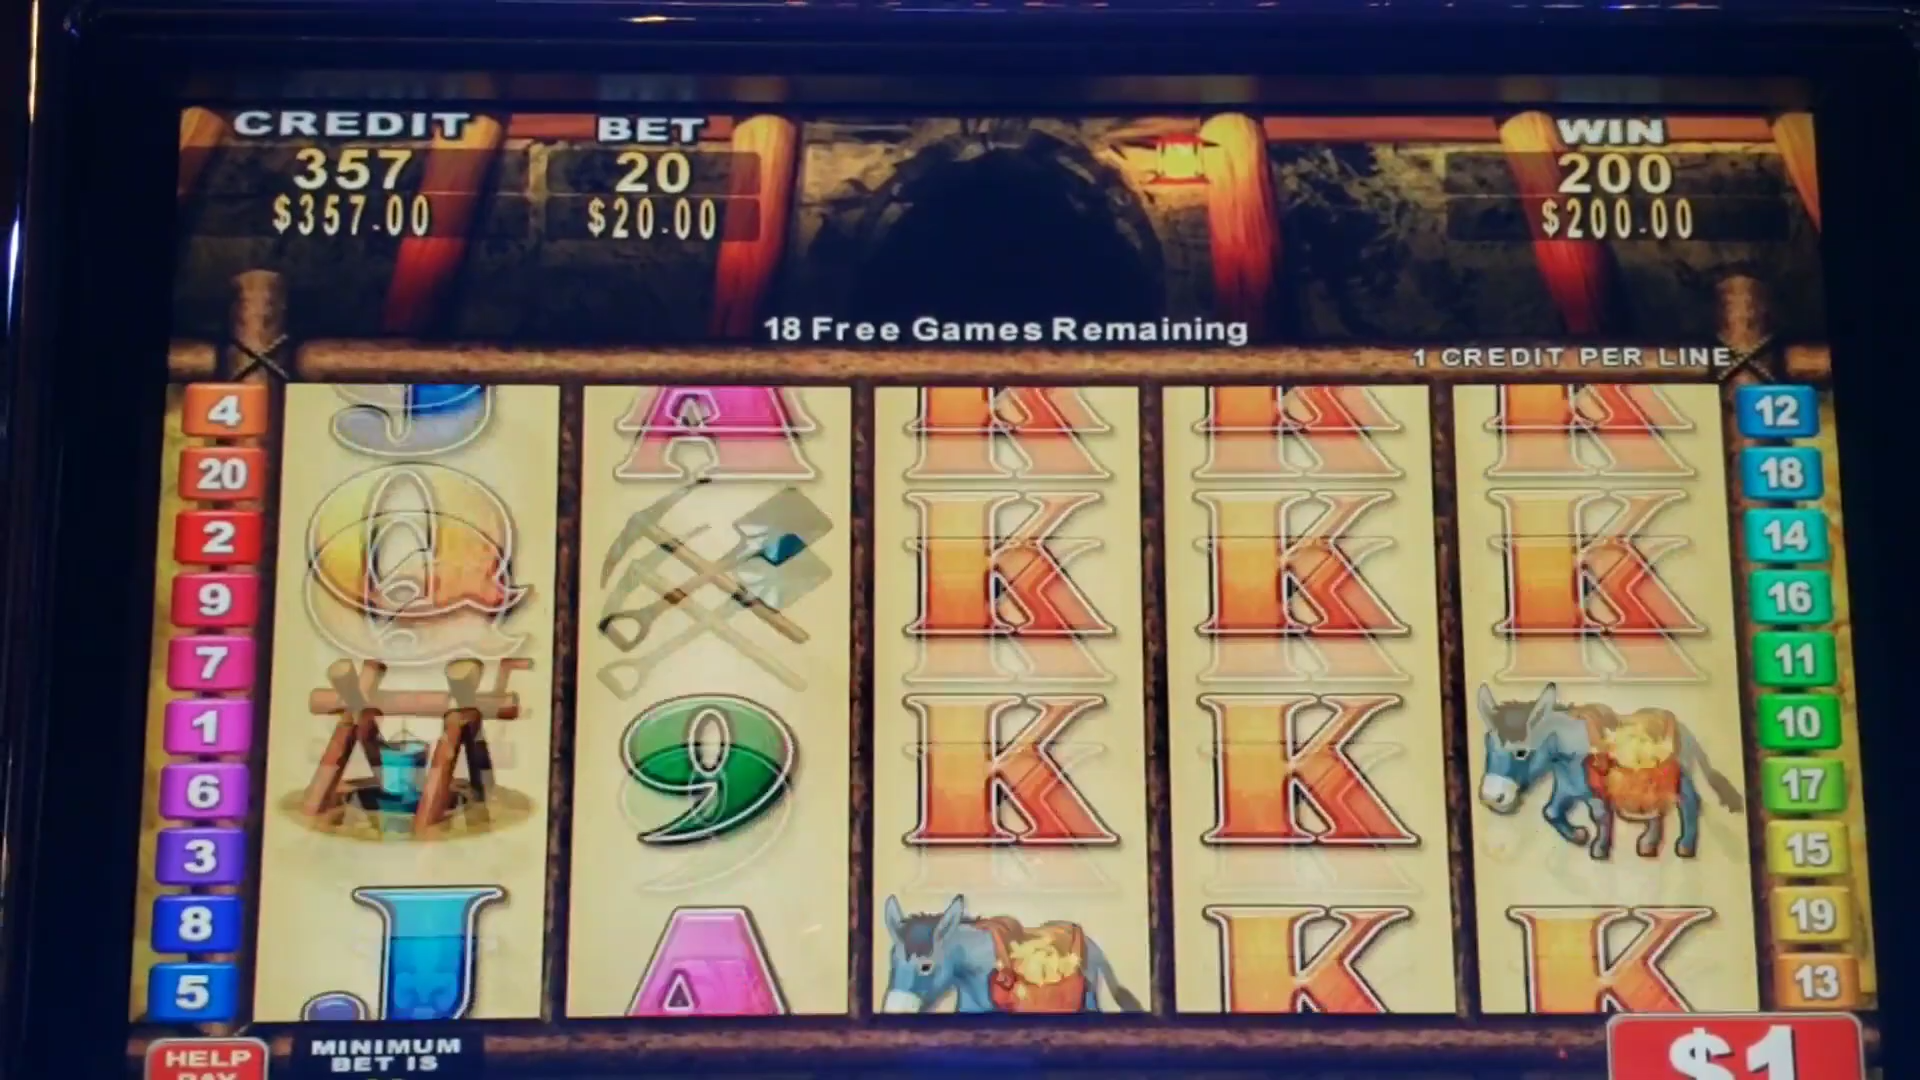 CREDIT
357
$357.00
BET
20
$20.00
WIN
200
$200.00
18 Free Games Remaining
1 CREDIT PER LINE
4
20
2
9
7
1
6
3
8
5
J
Q
J
A
9
A
K
K
K
K
K
K
K
K
K
K
12
18
14
16
11
10
17
15
19
13
HELP
PAY
MINIMUM
BET IS
$1